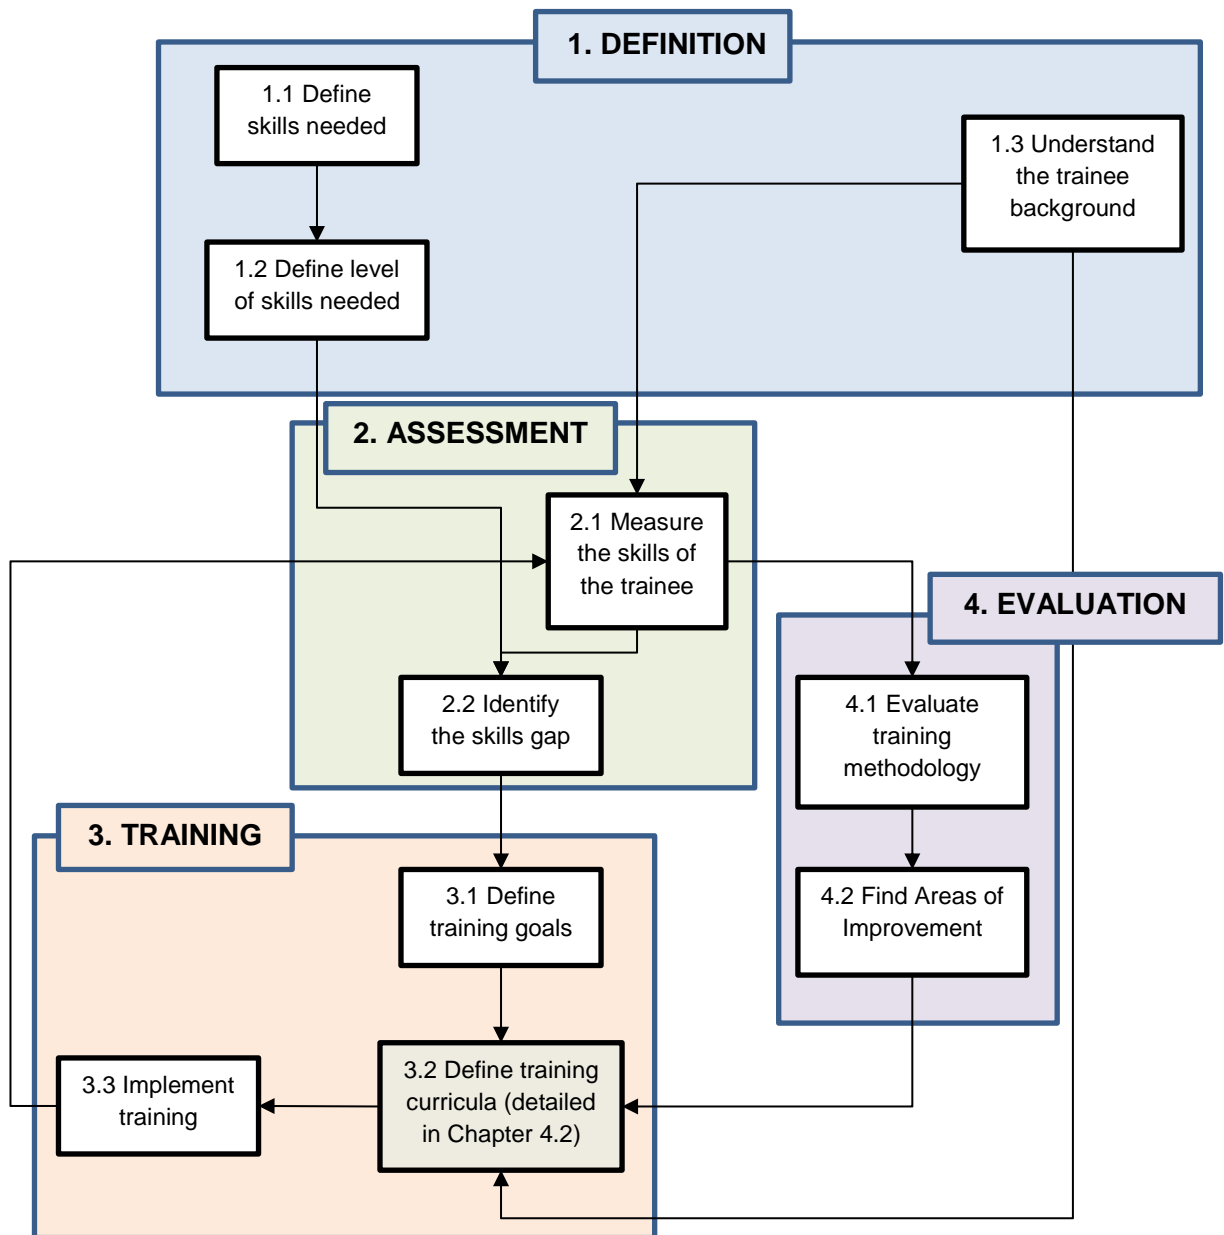 1. DEFINITION
1.1 Define
skills needed
1.2 Define level
of skills needed
1.3 Understand
the trainee
background
2. ASSESSMENT
2.1 Measure
the skills of
the trainee
2.2 Identify
the skills gap
4. EVALUATION
4.1 Evaluate
training
methodology
4.2 Find Areas of
Improvement
3. TRAINING
3.1 Define
training goals
3.2 Define training
curricula (detailed
in Chapter 4.2)
3.3 Implement
training